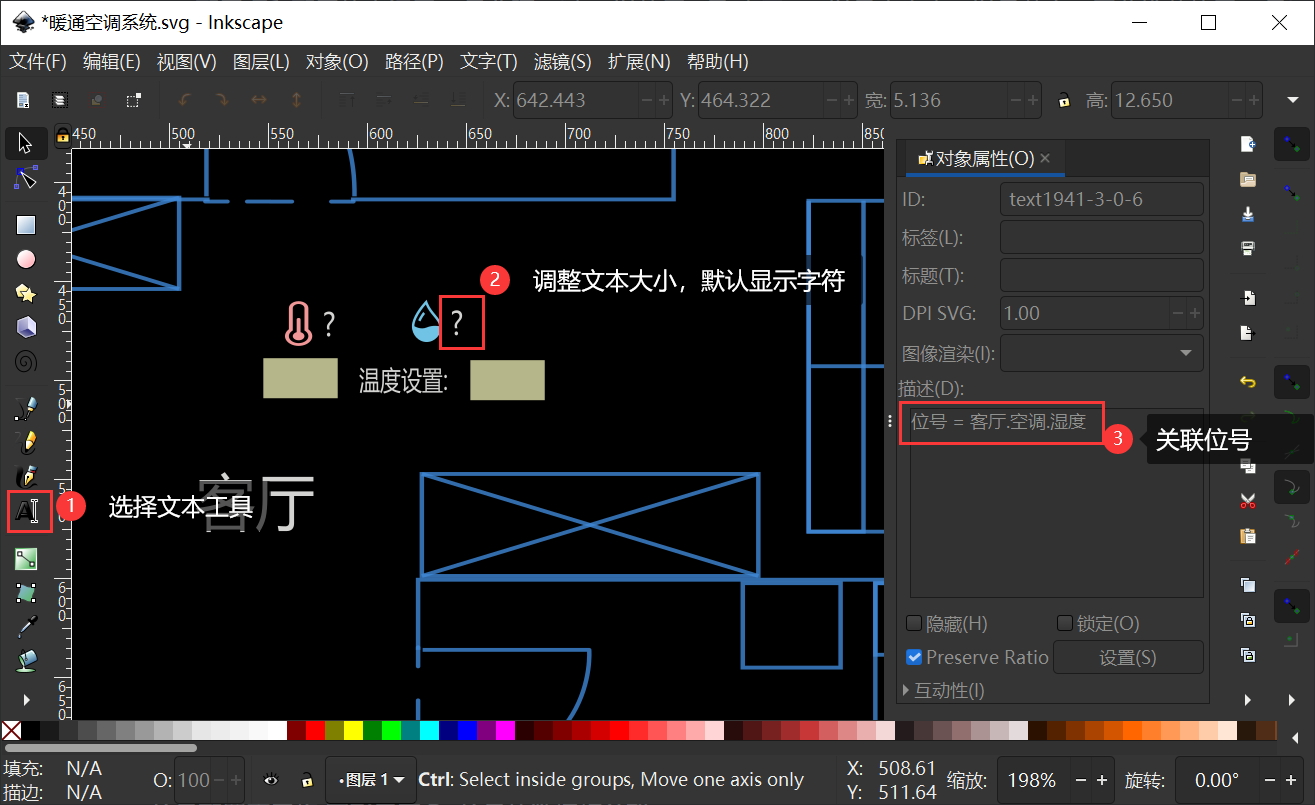 *暖通空调系统.svg - Inkscape
文件(F) 编辑(E) 视图(V) 图层(L) 对象(O) 路径(P) 文字(T) 滤镜(S) 扩展(N) 帮助(H)
X: 642.443 Y: 464.322 宽: 5.136 高: 12.650
450 500 550 600 650 700 750 800 850
对象属性(O)
ID: text1941-3-0-6
标签(L):
标题(T):
DPI SVG: 1.00
图像渲染(I):
描述(D):
位号 = 客厅.空调.湿度
3 关联位号
2 调整文本大小，默认显示字符
? ?
温度设置:
客厅
1 选择文本工具
A
400
450
500
550
600
650
隐藏(H) 锁定(O)
Preserve Ratio 设置(S)
互动性(I)
填充: N/A
描边: N/A
O: 100
•图层 1
Ctrl: Select inside groups, Move one axis only
X: 508.61
Y: 511.64
缩放: 198%
旋转: 0.00°